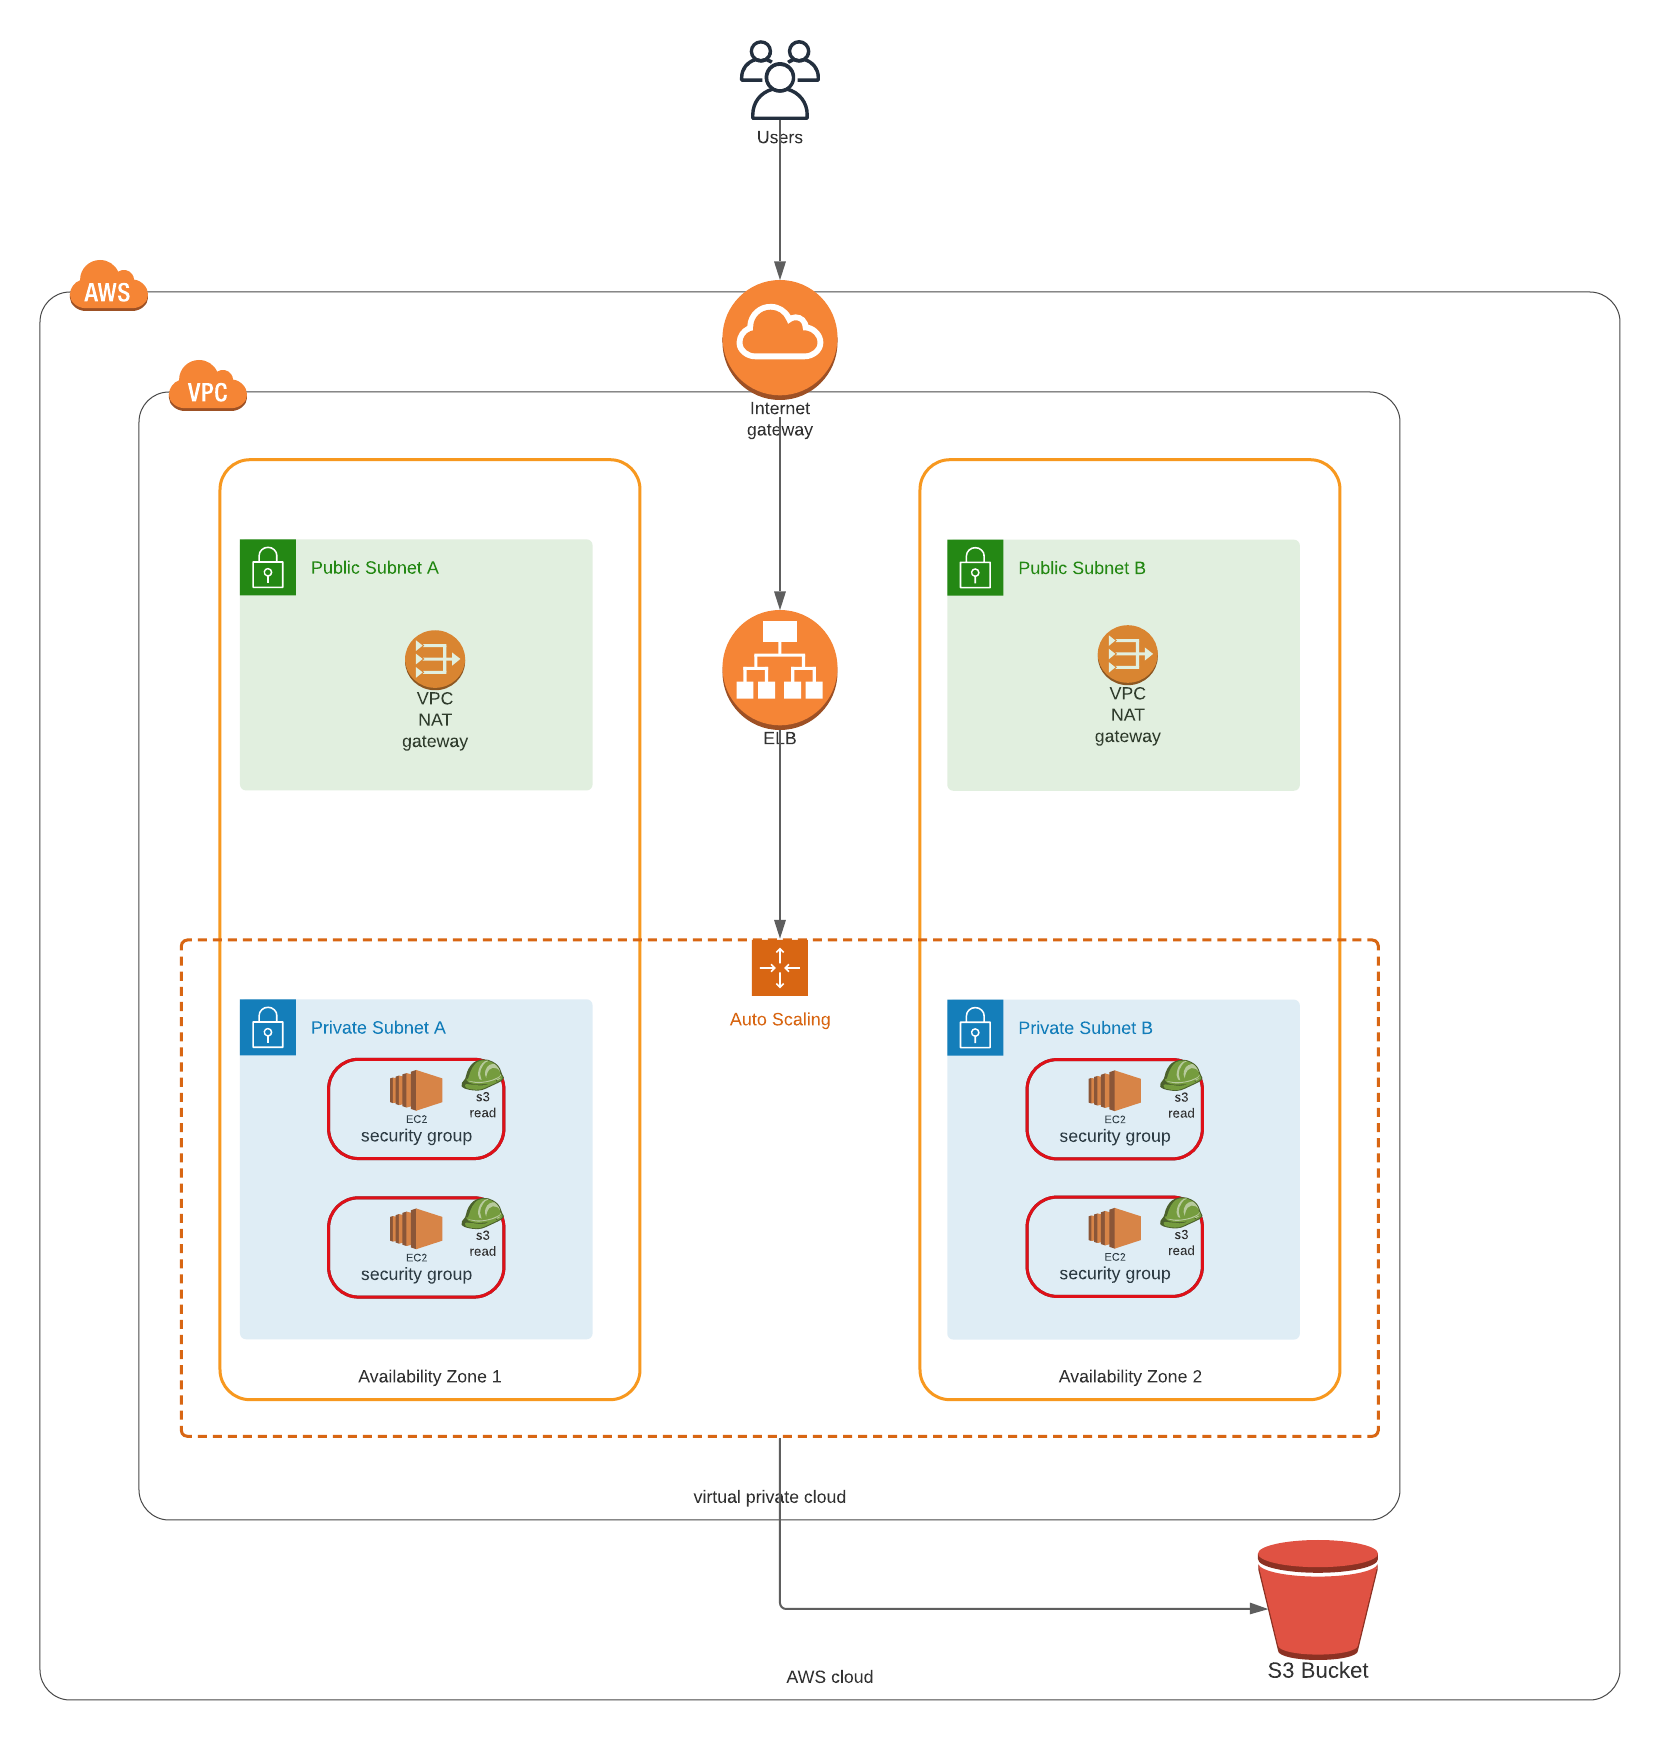 Users
AWS
VPC
Internet
gateway
Public Subnet A
Public Subnet B
VPC
NAT
gateway
VPC
NAT
gateway
ELB
Auto Scaling
Private Subnet A
EC2
security group
s3
read
EC2
security group
s3
read
Private Subnet B
EC2
security group
s3
read
EC2
security group
s3
read
Availability Zone 1
Availability Zone 2
virtual private cloud
S3 Bucket
AWS cloud